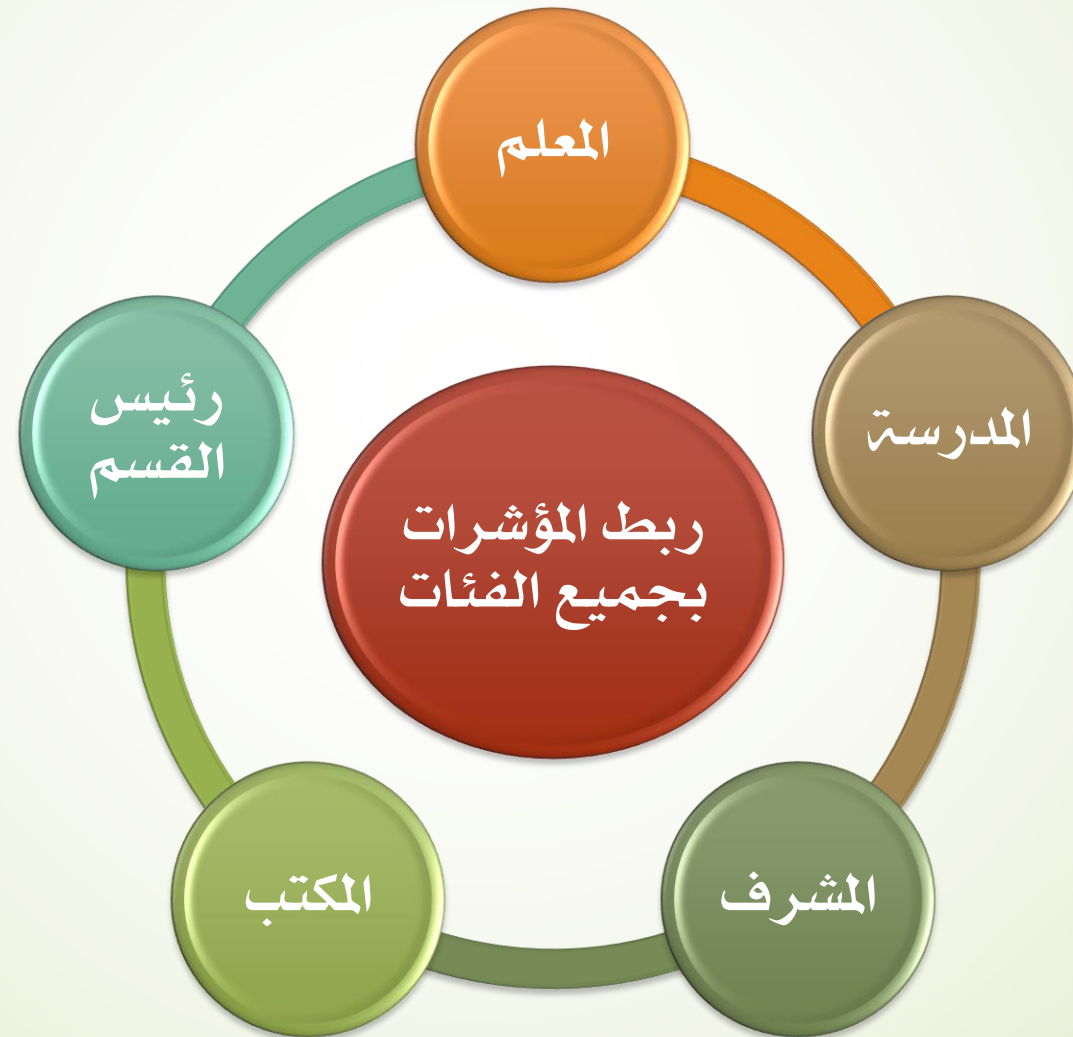 المعلم
المدرسة
رئيس
القسم
ربط المؤشرات
بجميع الفئات
المشرف
المكتب